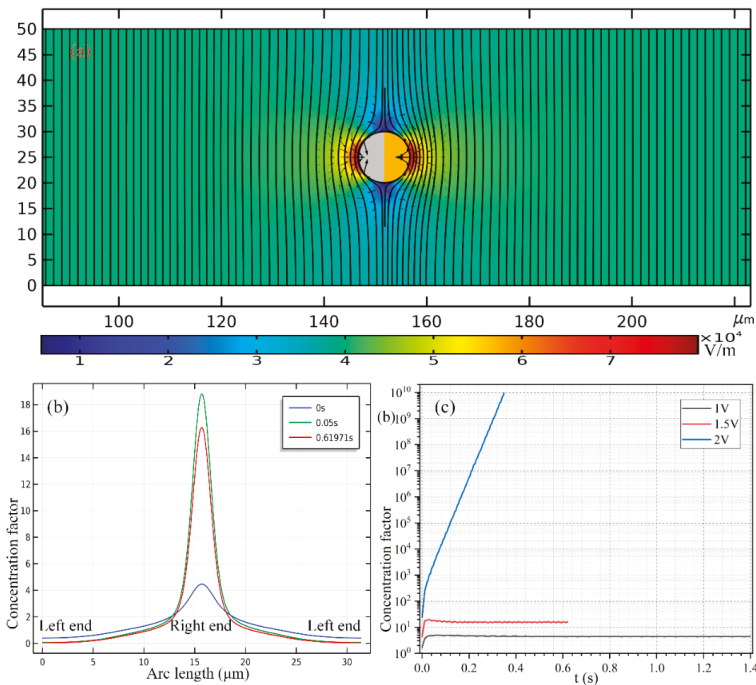 (a)
50
45
40
35
30
25
20
15
10
5
0
100 120 140 160 180 200 μm
1 2 3 4 5 6 7 ×10⁴
V/m
(b)
0s
0.05s
0.61971s
18
16
14
12
10
8
6
4
2
0
Concentration factor
Left end Right end Left end
0 5 10 15 20 25 30
Arc length (μm)
(b)
(c)
1V
1.5V
2V
10¹⁰
10⁹
10⁸
10⁷
10⁶
10⁵
10⁴
10³
10²
10¹
10⁰
Concentration factor
0.0 0.2 0.4 0.6 0.8 1.0 1.2 1.4
t (s)